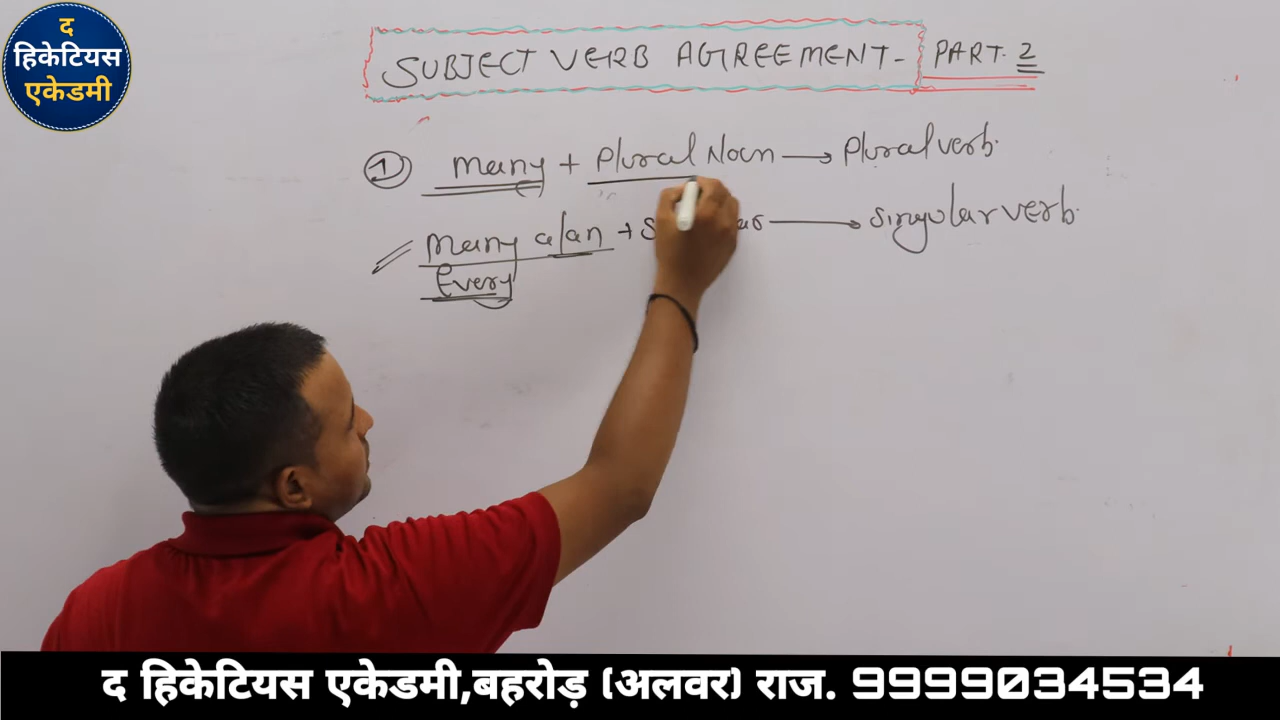 द
हिकेटियस
एकेडमी
SUBJECT VERB AGREEMENT- PART. 2
① Many + Plural Noun → Plural verb.
Many a/an + → Singular verb.
Every
द हिकेटियस एकेडमी,बहरोड़ (अलवर) राज. 9999034534